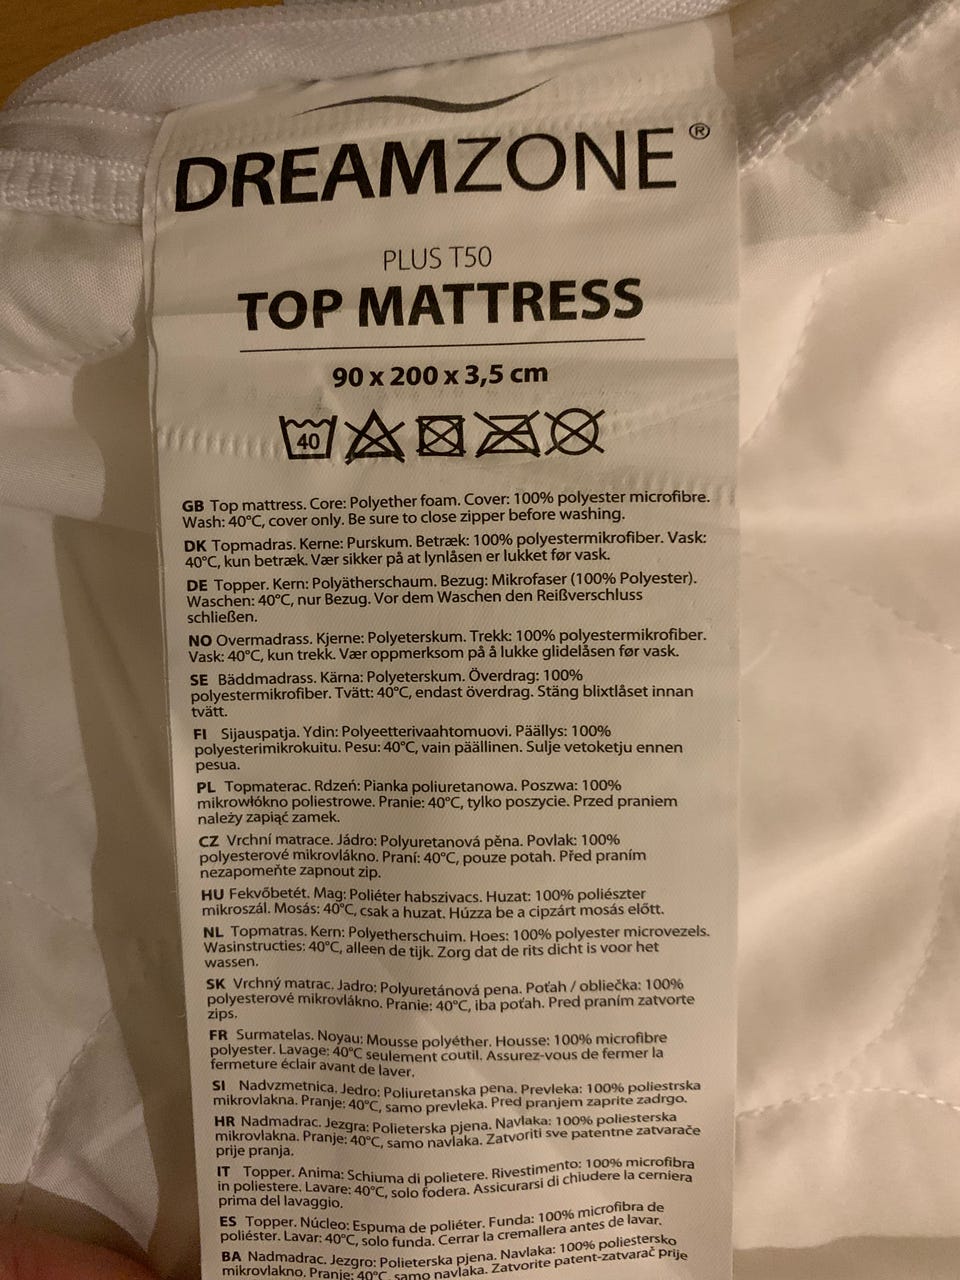 DREAMZONE®
PLUS T50
TOP MATTRESS
90 x 200 x 3,5 cm
40
GB Top mattress. Core: Polyether foam. Cover: 100% polyester microfibre.
Wash: 40°C, cover only. Be sure to close zipper before washing.
DK Topmadras. Kerne: Purskum. Betræk: 100% polyestermikrofiber. Vask:
40°C, kun betræk. Vær sikker på at lynlåsen er lukket før vask.
DE Topper. Kern: Polyätherschaum. Bezug: Mikrofaser (100% Polyester).
Waschen: 40°C, nur Bezug. Vor dem Waschen den Reißverschluss
schließen.
NO Overmadrass. Kjerne: Polyeterskum. Trekk: 100% polyestermikrofiber.
Vask: 40°C, kun trekk. Vær oppmerksom på å lukke glidelåsen før vask.
SE Bäddmadrass. Kärna: Polyeterskum. Överdrag: 100%
polyestermikrofiber. Tvätt: 40°C, endast överdrag. Stäng blixtlåset innan
tvätt.
FI Sijauspatja. Ydin: Polyeetterivaahtomuovi. Päällys: 100%
polyesterimikrokuitu. Pesu: 40°C, vain päällinen. Sulje vetoketju ennen
pesua.
PL Topmaterac. Rdzeń: Pianka poliuretanowa. Poszwa: 100%
mikrowłókno poliestrowe. Pranie: 40°C, tylko poszycie. Przed praniem
należy zapiąć zamek.
CZ Vrchní matrace. Jádro: Polyuretanová pěna. Povlak: 100%
polyesterové mikrovlákno. Praní: 40°C, pouze potah. Před praním
nezapomeňte zapnout zip.
HU Fekvőbetét. Mag: Poliéter habszivacs. Huzat: 100% poliészter
mikroszál. Mosás: 40°C, csak a huzat. Húzza be a cipzárt mosás előtt.
NL Topmatras. Kern: Polyetherschuim. Hoes: 100% polyester microvezels.
Wasinstructies: 40°C, alleen de tijk. Zorg dat de rits dicht is voor het
wassen.
SK Vrchný matrac. Jadro: Polyuretánová pena. Poťah / obliečka: 100%
polyesterové mikrovlákno. Pranie: 40°C, iba poťah. Pred praním zatvorte
zips.
FR Surmatelas. Noyau: Mousse polyéther. Housse: 100% microfibre
polyester. Lavage: 40°C seulement coutil. Assurez-vous de fermer la
fermeture éclair avant de laver.
SI Nadvzmetnica. Jedro: Poliuretanska pena. Prevleka: 100% poliestrska
mikrovlakna. Pranje: 40°C, samo prevleka. Pred pranjem zaprite zadrgo.
HR Nadmadrac. Jezgra: Polieterska pjena. Navlaka: 100% poliesterska
mikrovlakna. Pranje: 40°C, samo navlaka. Zatvoriti sve patentne zatvarače
prije pranja.
IT Topper. Anima: Schiuma di polietere. Rivestimento: 100% microfibra
in poliestere. Lavare: 40°C, solo fodera. Assicurarsi di chiudere la cerniera
prima del lavaggio.
ES Topper. Núcleo: Espuma de poliéter. Funda: 100% microfibra de
poliéster. Lavar: 40°C, solo funda. Cerrar la cremallera antes de lavar.
BA Nadmadrac. Jezgro: Polieterska pjena. Navlaka: 100% poliestersko
mikrovlakno. Pranje: 40°C, samo navlaka. Zatvorite patent-zatvarač prije